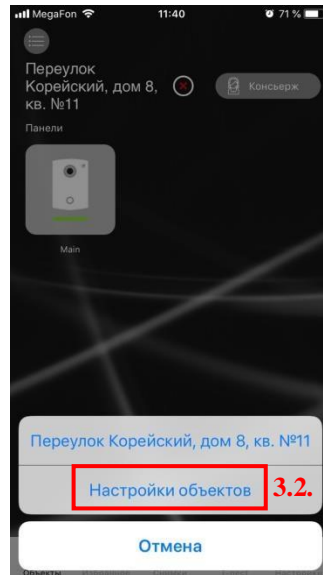 MegaFon 11:40 71 %
Переулок
Корейский, дом 8,
кв. №11
Консьерж
Панели
Main
Переулок Корейский, дом 8, кв. №11
Настройки объектов 3.2.
Отмена
Объекты